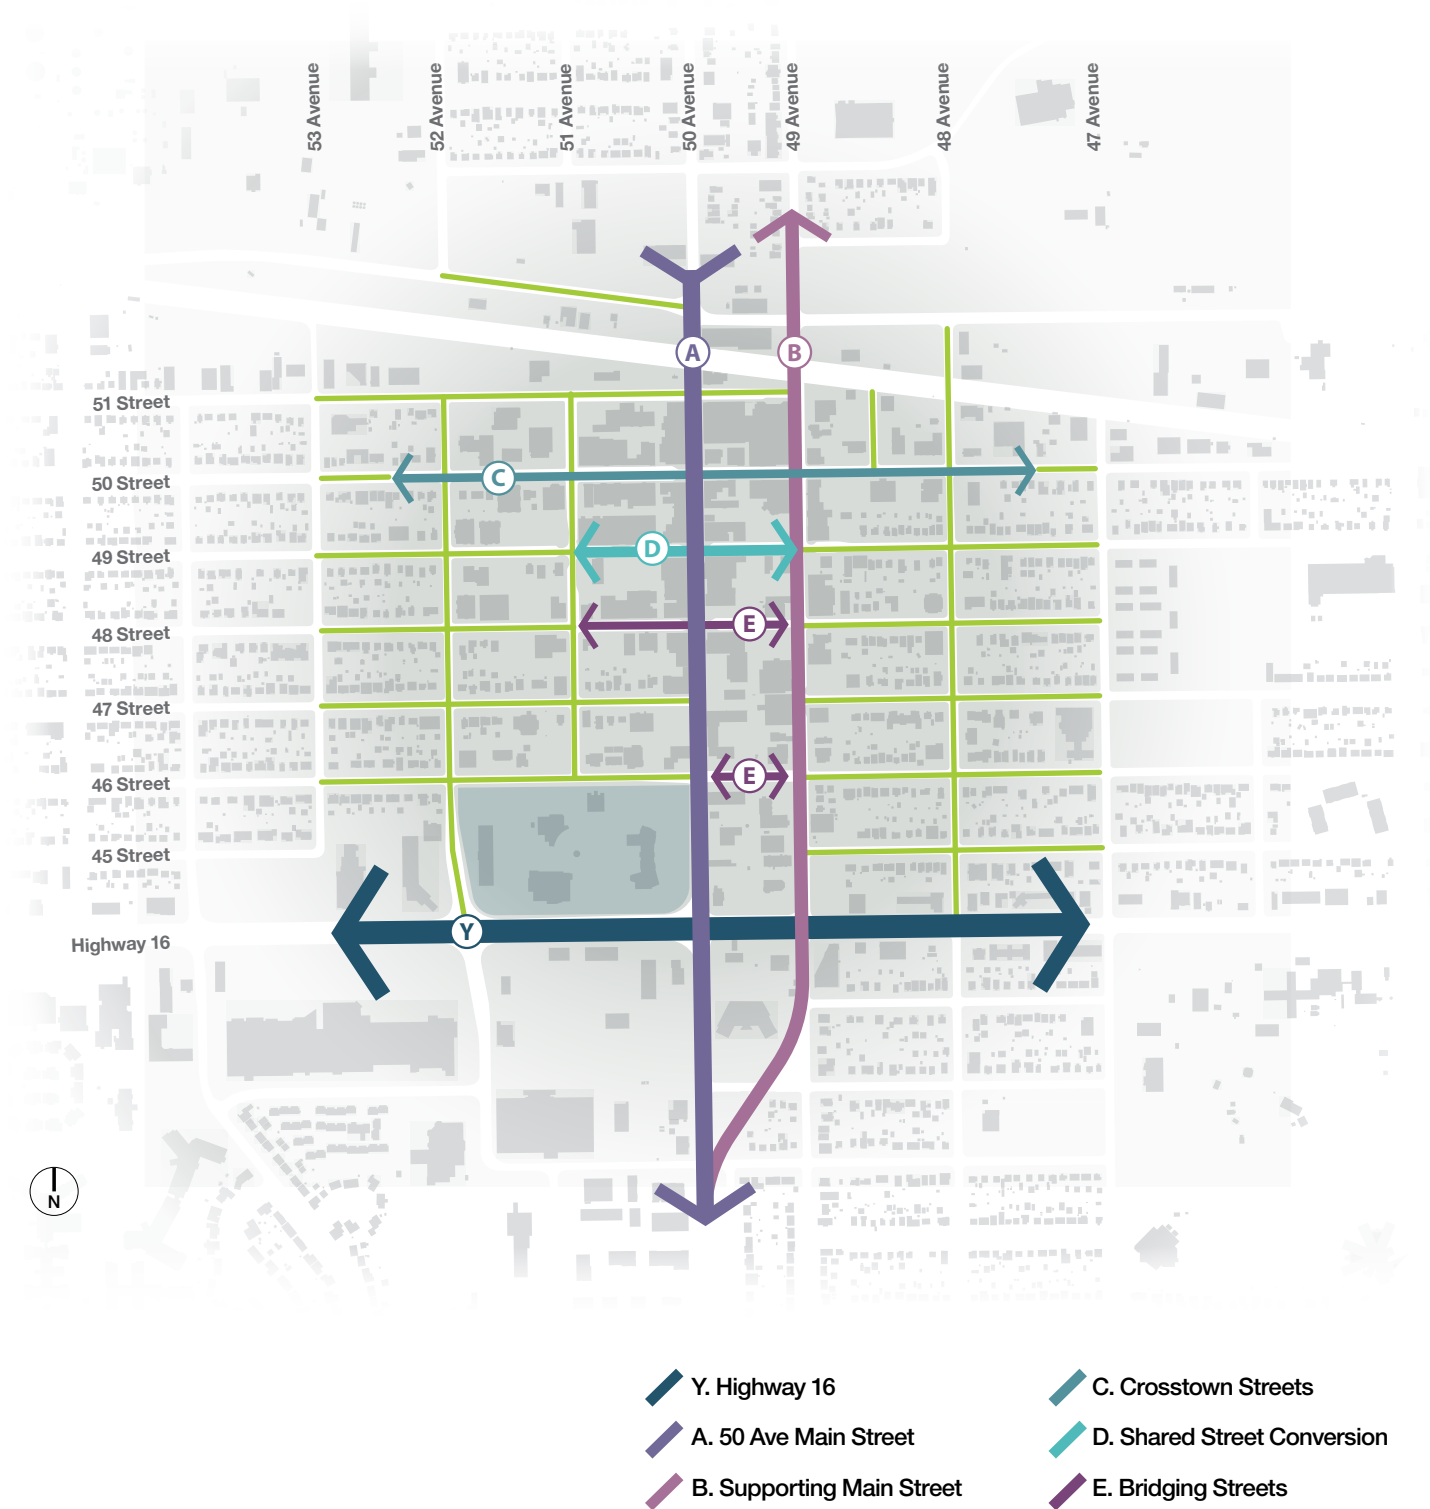 53 Avenue
52 Avenue
51 Avenue
50 Avenue
49 Avenue
48 Avenue
47 Avenue
A
B
51 Street
C
50 Street
D
49 Street
E
48 Street
47 Street
E
46 Street
45 Street
Y
Highway 16
N
Y. Highway 16
C. Crosstown Streets
A. 50 Ave Main Street
D. Shared Street Conversion
B. Supporting Main Street
E. Bridging Streets